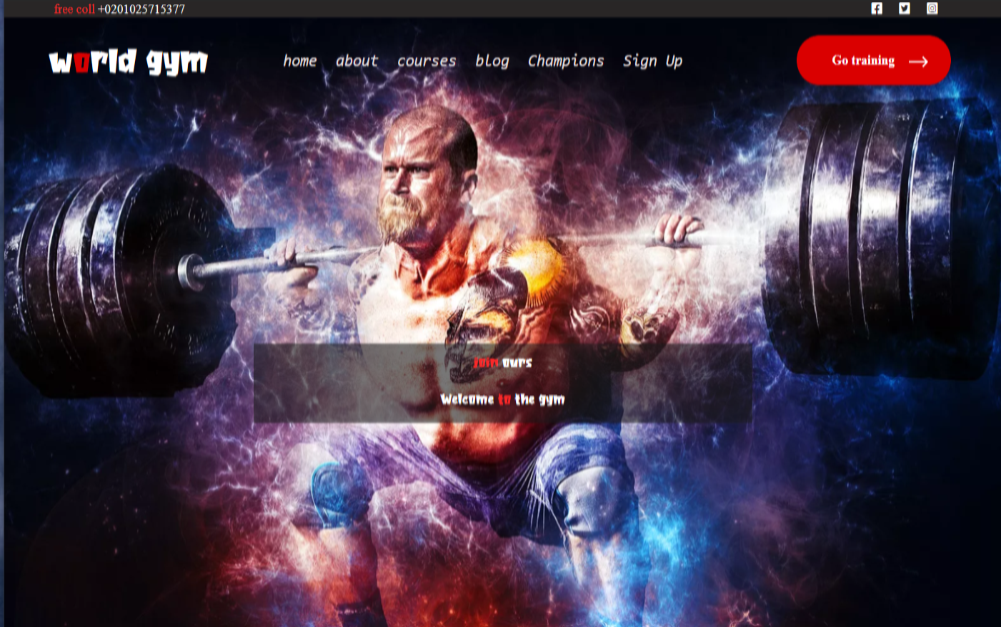 free coll +0201025715377
world gym
home about courses blog Champions Sign Up
Go training
ours
Welcome to the gym